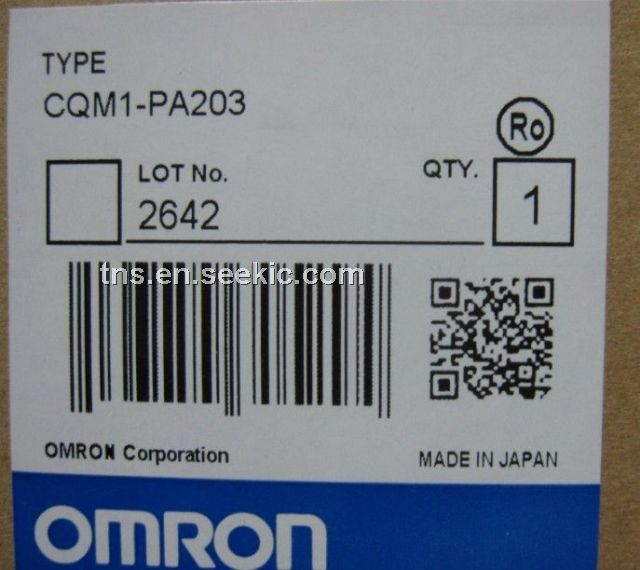 TYPE
CQM1-PA203
Ro
LOT No.
QTY.
2642
1
tns.en.seekic.com
OMRON Corporation
MADE IN JAPAN
OMRON